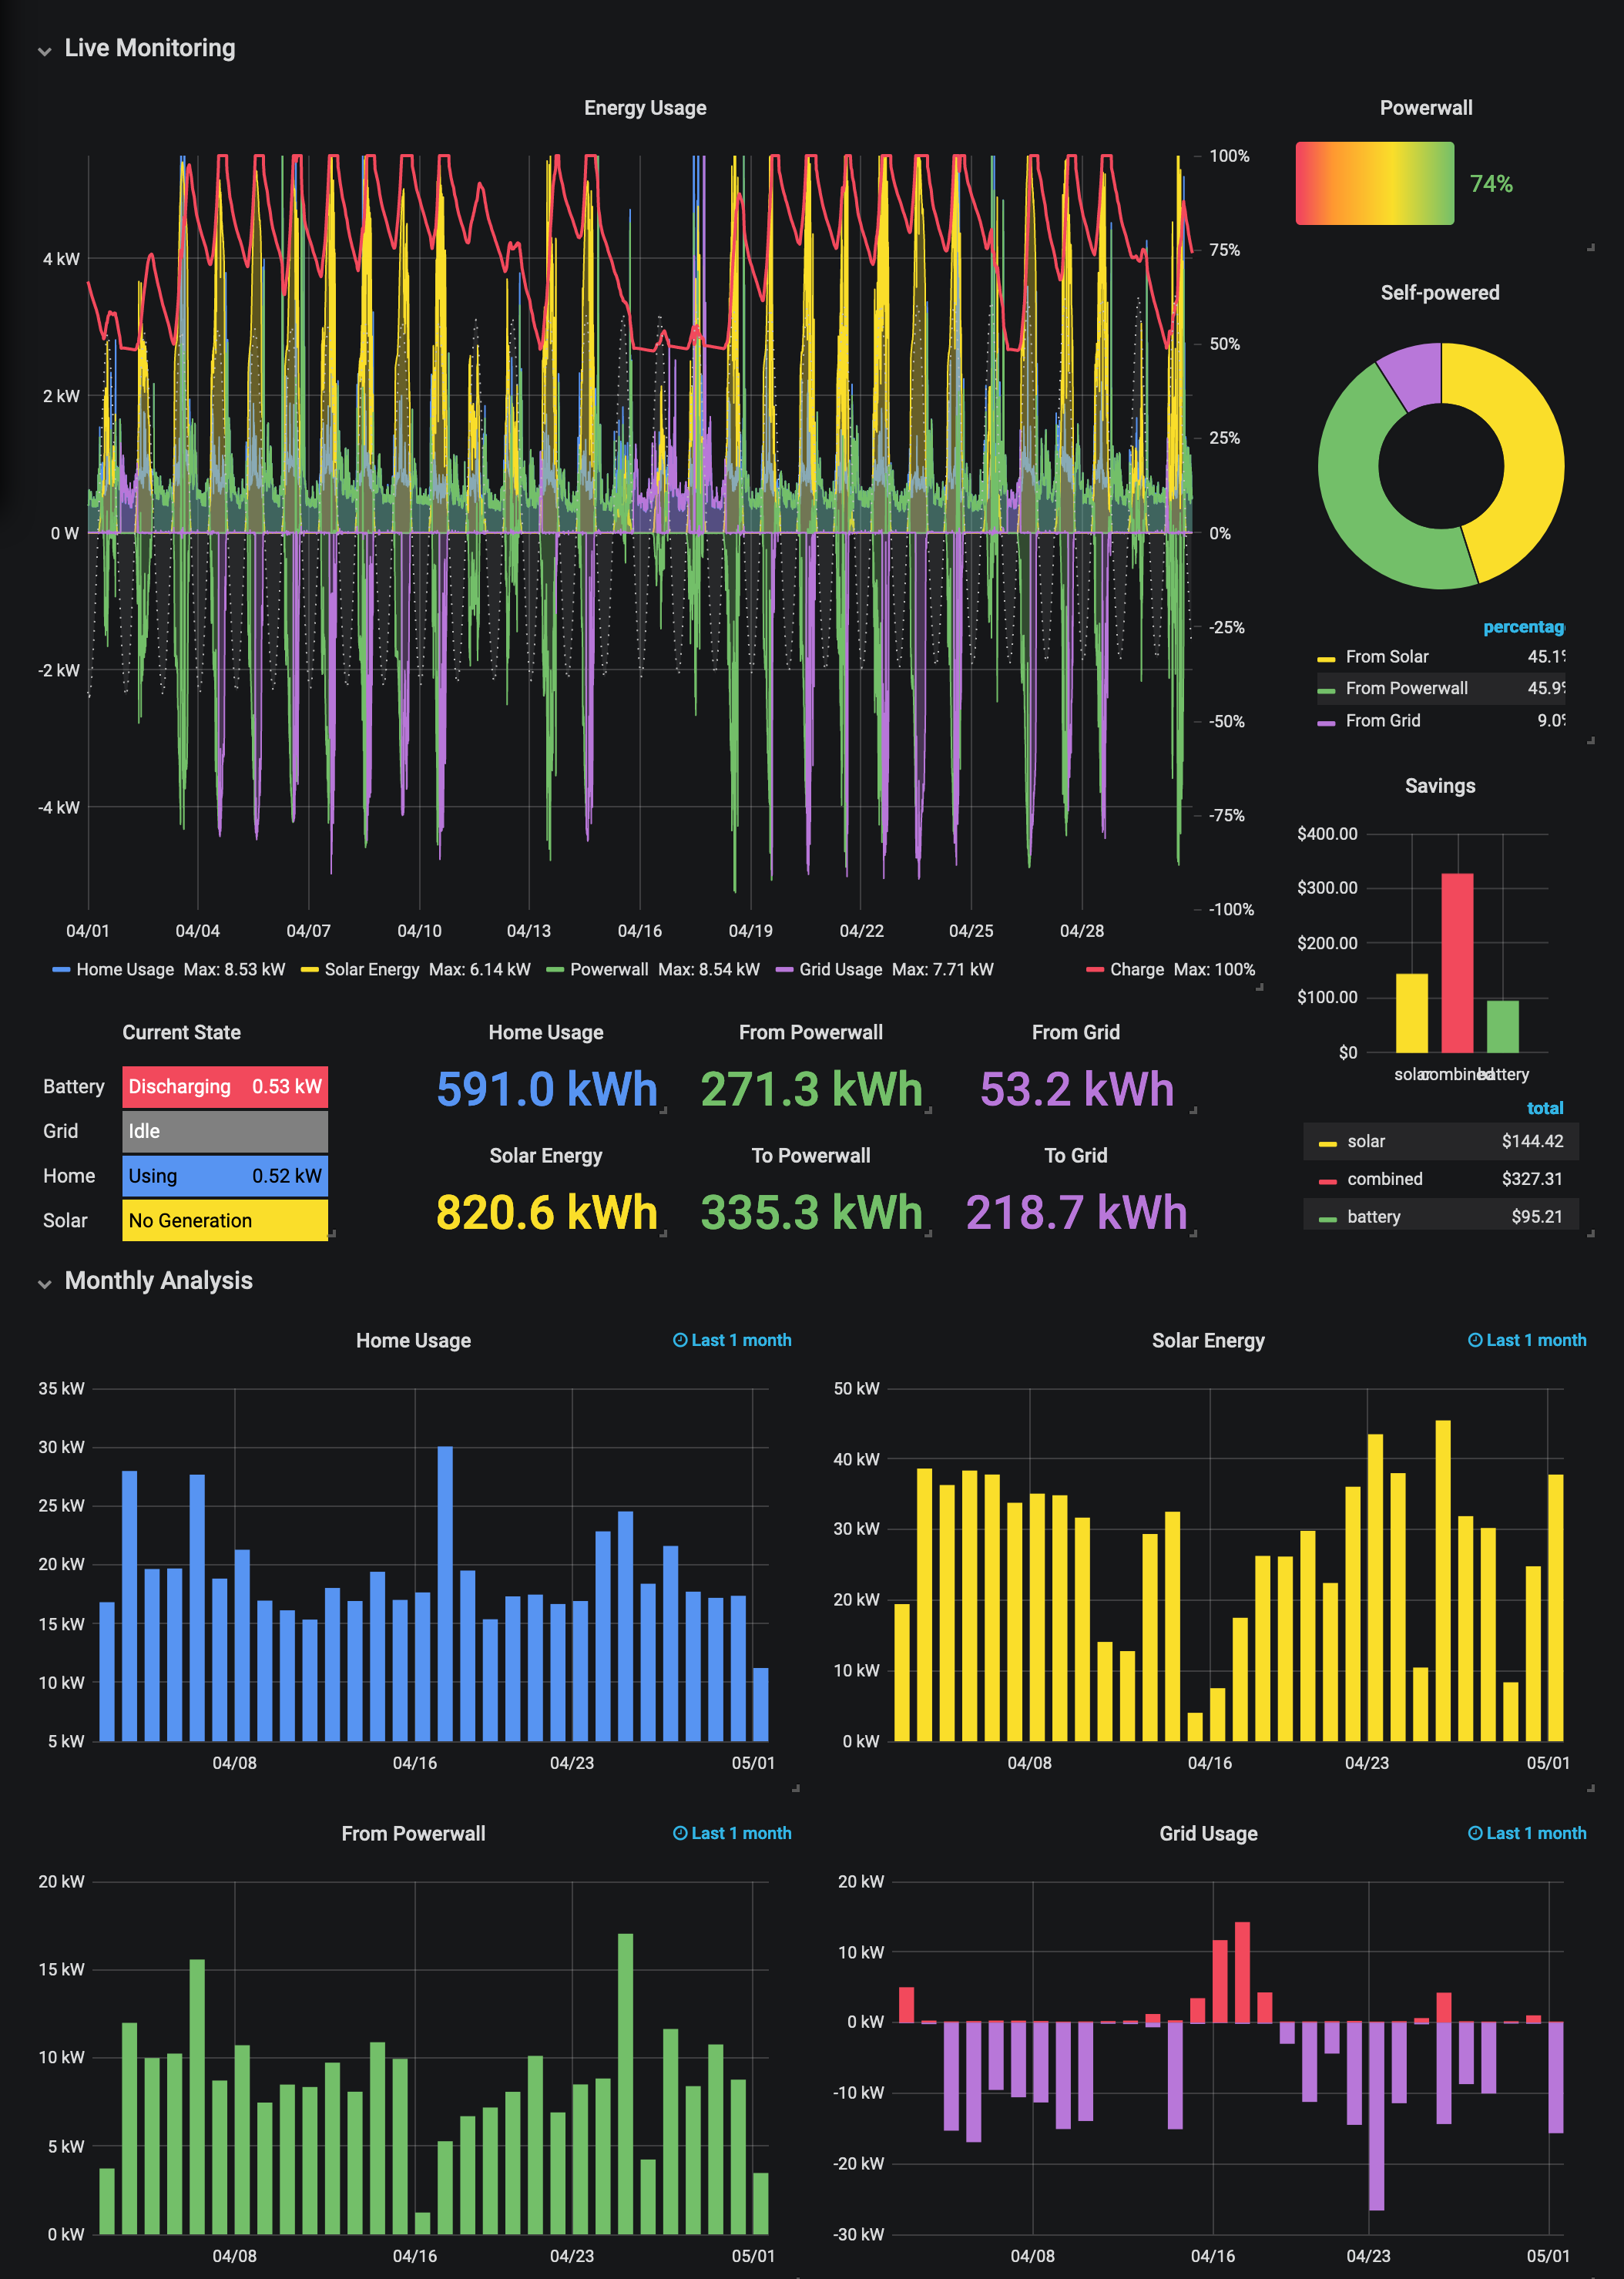 Live Monitoring
Energy Usage
4 kW
2 kW
0 W
-2 kW
-4 kW
100%
75%
50%
25%
0%
-25%
-50%
-75%
-100%
04/01 04/04 04/07 04/10 04/13 04/16 04/19 04/22 04/25 04/28
Home Usage Max: 8.53 kW Solar Energy Max: 6.14 kW Powerwall Max: 8.54 kW Grid Usage Max: 7.71 kW Charge Max: 100%
Powerwall
74%
Self-powered
percentag
From Solar 45.1%
From Powerwall 45.9%
From Grid 9.0%
Savings
$400.00
$300.00
$200.00
$100.00
$0
solar combined battery
total
solar $144.42
combined $327.31
battery $95.21
Current State
Battery Discharging 0.53 kW
Grid Idle
Home Using 0.52 kW
Solar No Generation
Home Usage
591.0 kWh
From Powerwall
271.3 kWh
From Grid
53.2 kWh
Solar Energy
820.6 kWh
To Powerwall
335.3 kWh
To Grid
218.7 kWh
Monthly Analysis
Home Usage Last 1 month
35 kW
30 kW
25 kW
20 kW
15 kW
10 kW
5 kW
04/08 04/16 04/23 05/01
Solar Energy Last 1 month
50 kW
40 kW
30 kW
20 kW
10 kW
0 kW
04/08 04/16 04/23 05/01
From Powerwall Last 1 month
20 kW
15 kW
10 kW
5 kW
0 kW
04/08 04/16 04/23 05/01
Grid Usage Last 1 month
20 kW
10 kW
0 kW
-10 kW
-20 kW
-30 kW
04/08 04/16 04/23 05/01